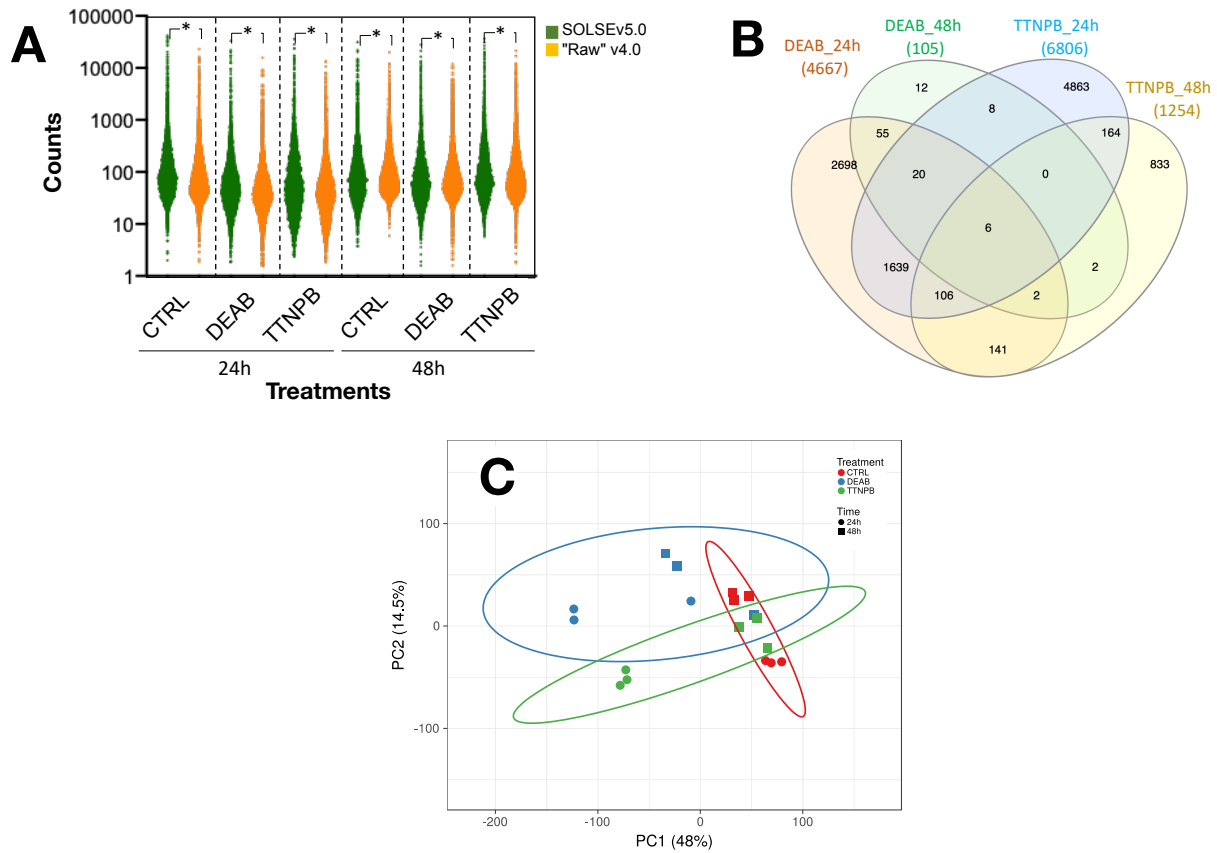 A
100000
10000
1000
100
10
1
Counts
* * * * * *
SOLSEv5.0
"Raw" v4.0
CTRL DEAB TTNPB CTRL DEAB TTNPB
24h 48h
Treatments
B
DEAB_24h
(4667)
DEAB_48h
(105)
TTNPB_24h
(6806)
TTNPB_48h
(1254)
12
8
4863
55
164
2698
20
0
833
6
1639
106
2
2
141
C
Treatment
CTRL
DEAB
TTNPB
Time
24h
48h
100
0
-100
PC2 (14.5%)
-200 -100 0 100
PC1 (48%)